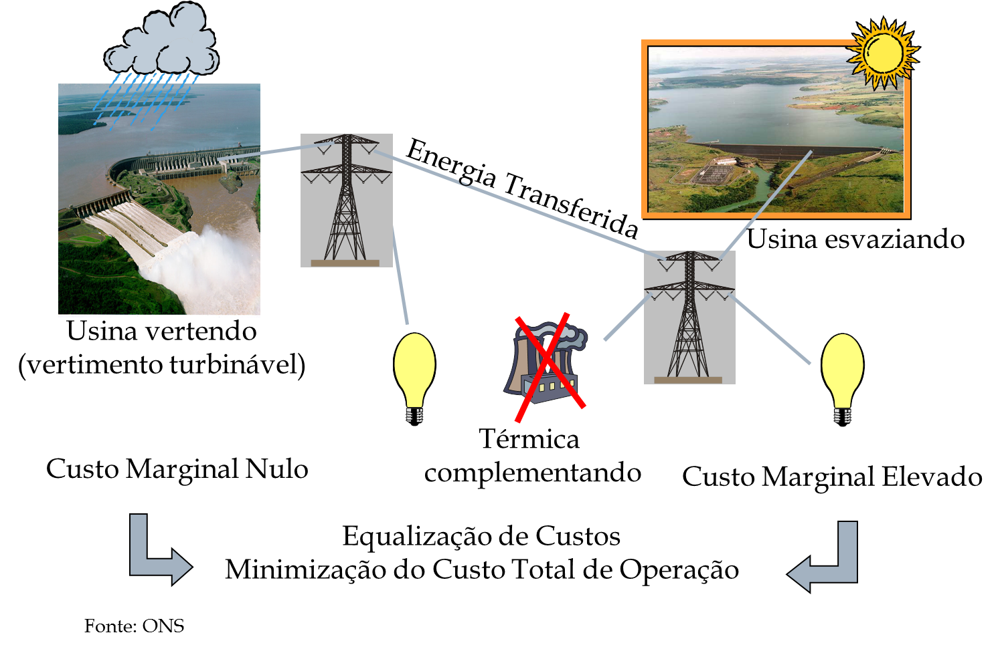 Energia Transferida
Usina esvaziando
Usina vertendo
(vertimento turbinável)
Térmica
complementando
Custo Marginal Nulo
Custo Marginal Elevado
Equalização de Custos
Minimização do Custo Total de Operação
Fonte: ONS